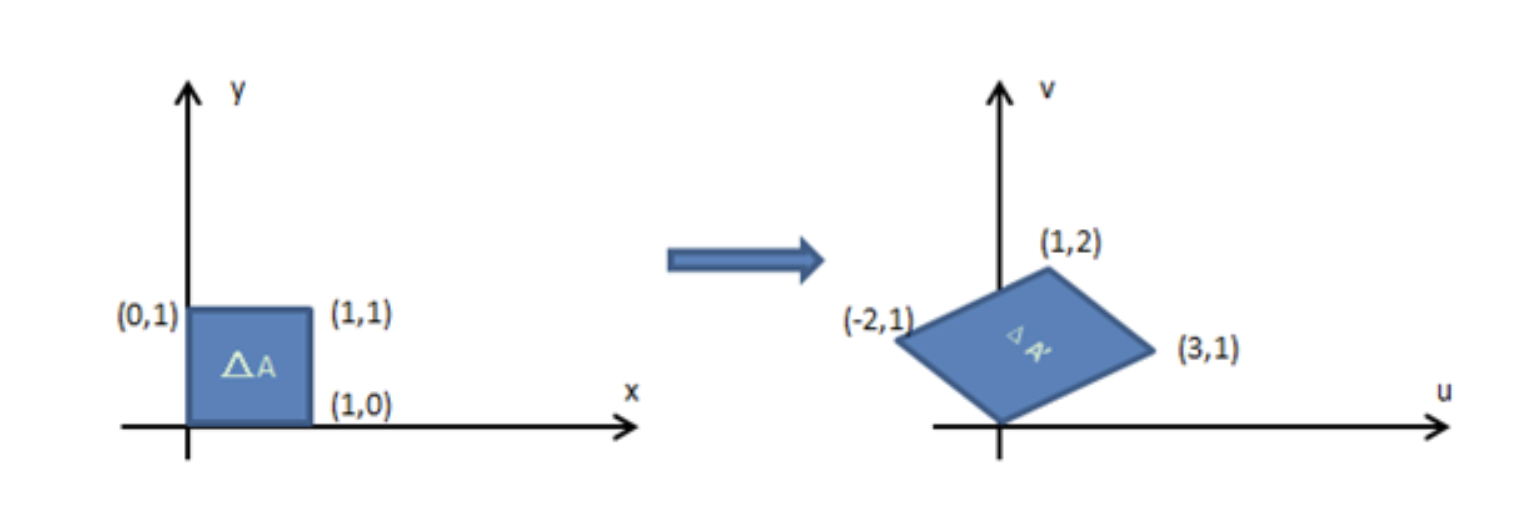 y
(0,1)
(1,1)
ΔA
(1,0)
x
v
(1,2)
(-2,1)
Δ A'
(3,1)
u